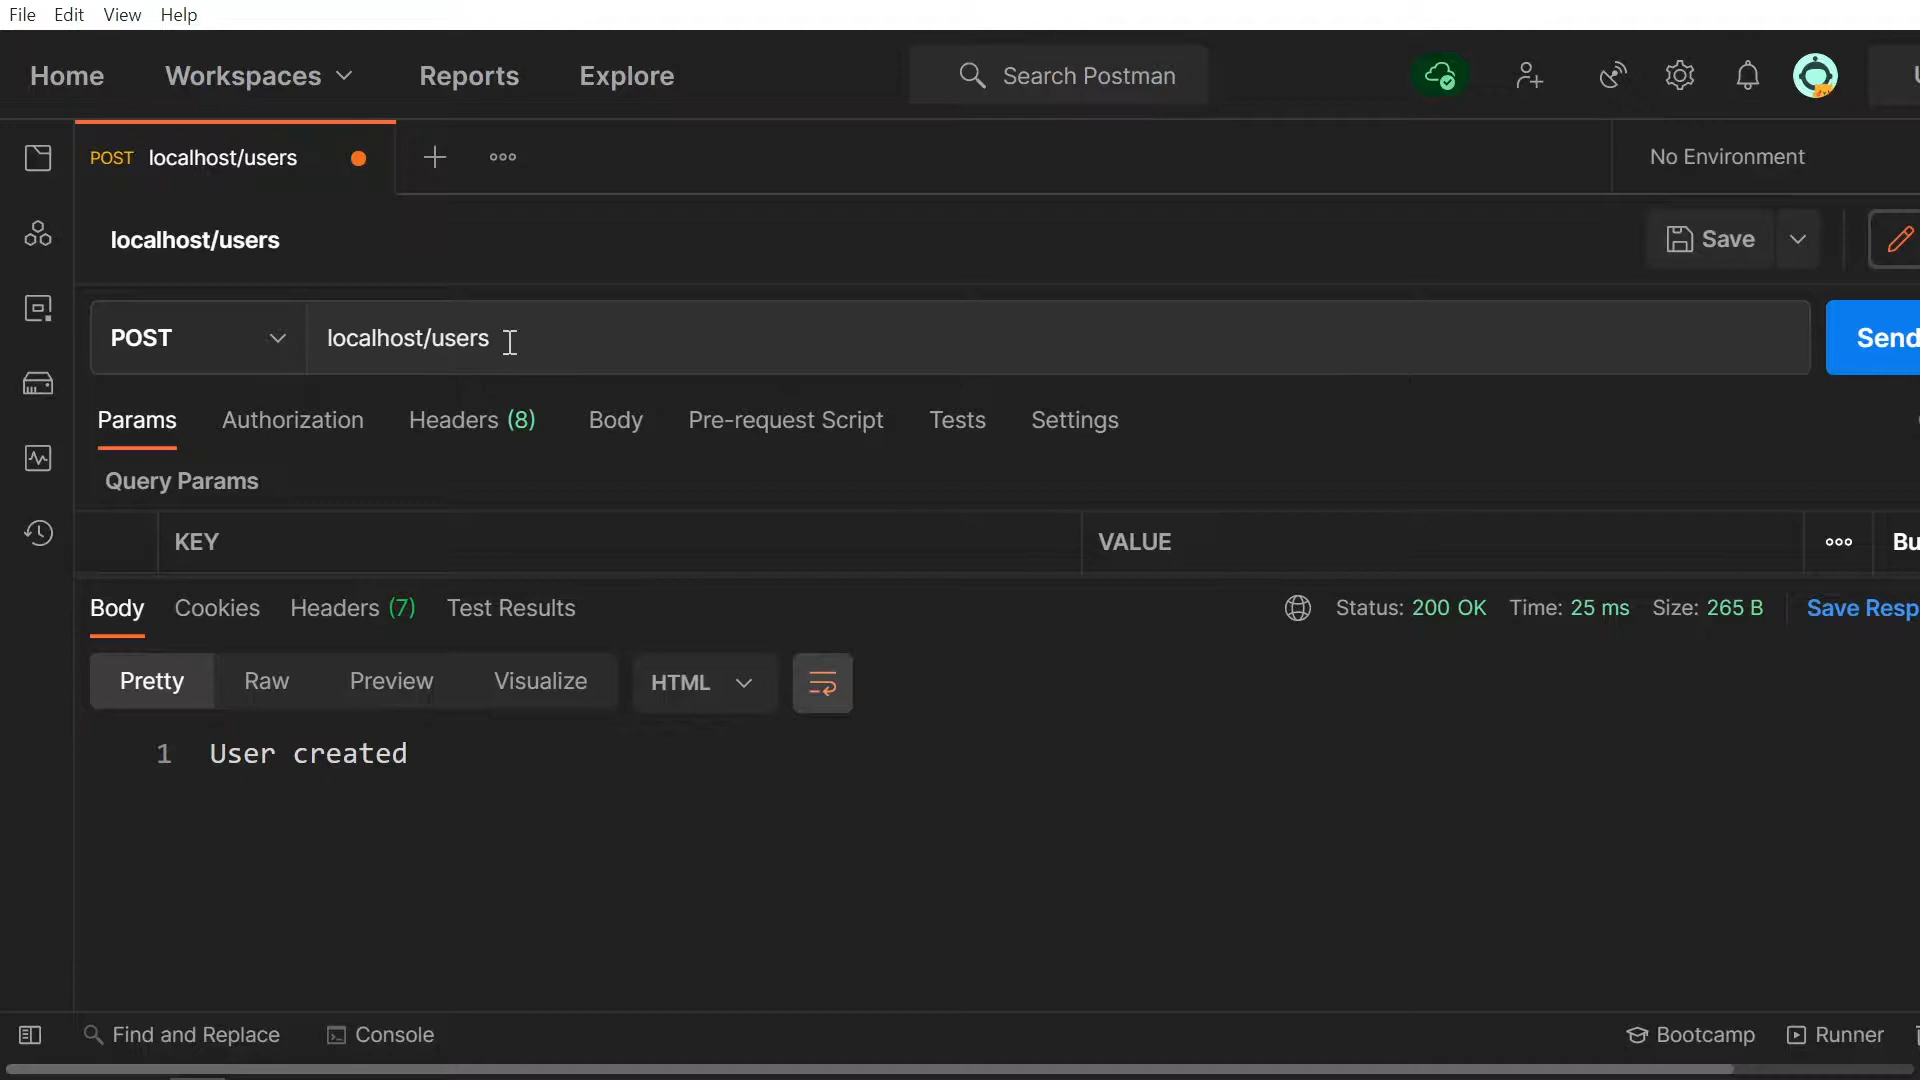 File Edit View Help
Home Workspaces Reports Explore Search Postman
POST localhost/users No Environment
localhost/users Save
POST localhost/users Send
Params Authorization Headers (8) Body Pre-request Script Tests Settings
Query Params
KEY VALUE Bu
Body Cookies Headers (7) Test Results Status: 200 OK Time: 25 ms Size: 265 B Save Resp
Pretty Raw Preview Visualize HTML
1 User created
Find and Replace Console Bootcamp Runner